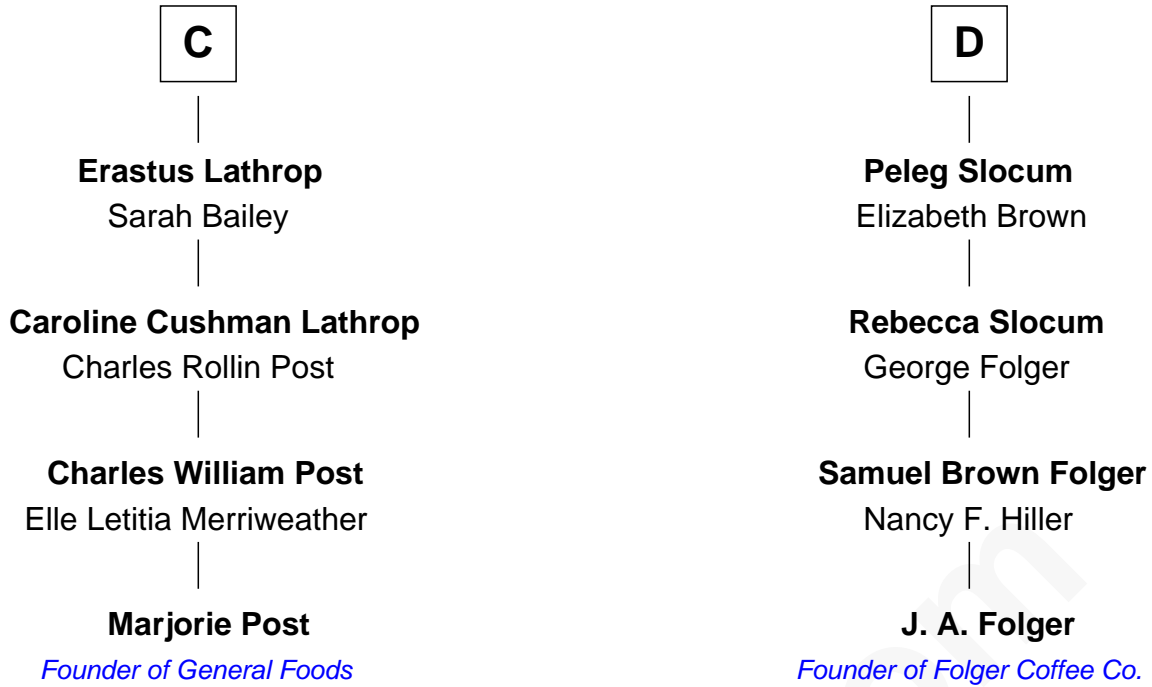 C
Erastus Lathrop
Sarah Bailey
Caroline Cushman Lathrop
Charles Rollin Post
Charles William Post
Elle Letitia Merriweather
Marjorie Post
Founder of General Foods
D
Peleg Slocum
Elizabeth Brown
Rebecca Slocum
George Folger
Samuel Brown Folger
Nancy F. Hiller
J. A. Folger
Founder of Folger Coffee Co.